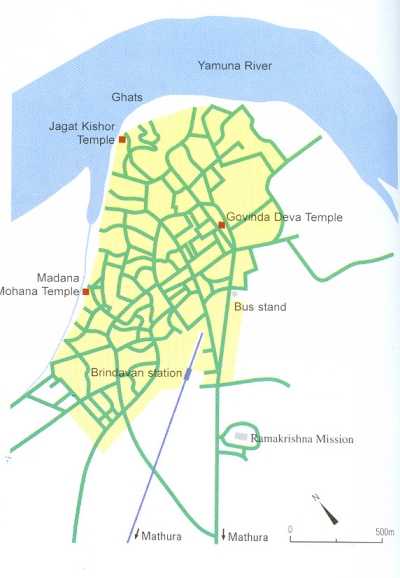 Yamuna River
Ghats
Jagat Kishor
Temple
Govinda Deva Temple
Madana
Mohana Temple
Bus stand
Brindavan station
Ramakrishna Mission
N
0
500m
Mathura
Mathura